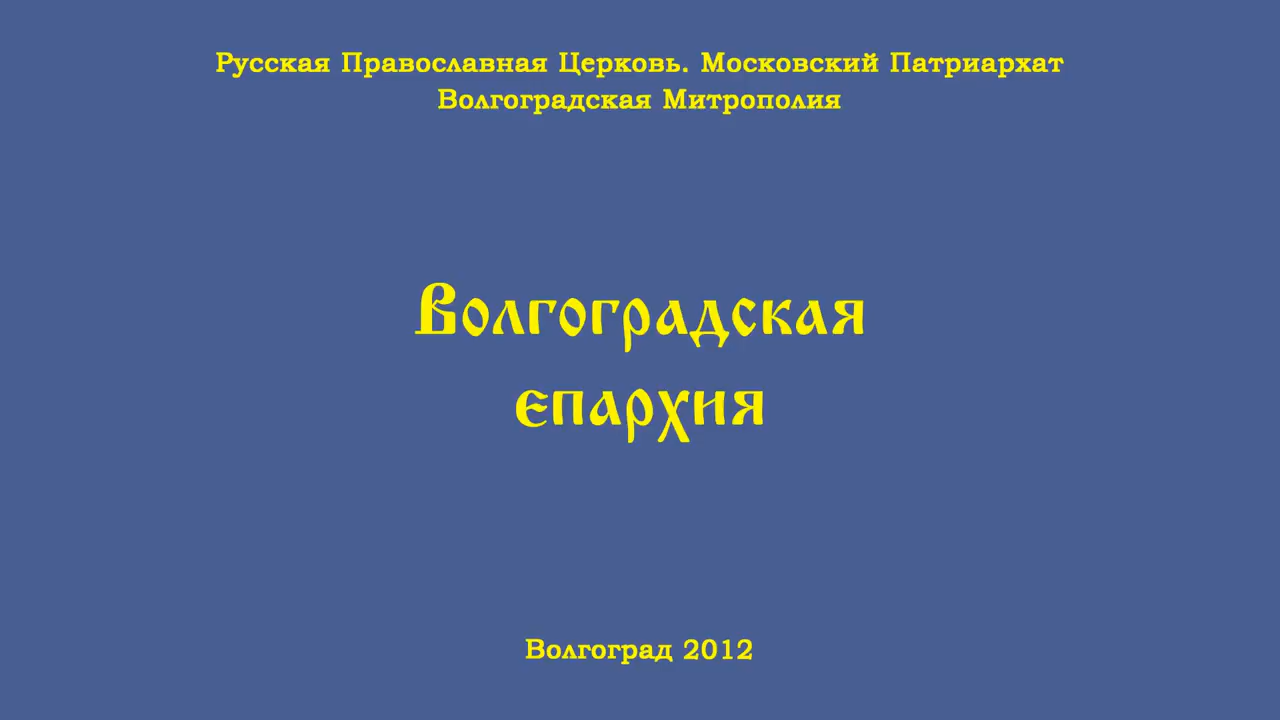 Русская Православная Церковь. Московский Патриархат
Волгоградская Митрополия
Волгоградская
епархия
Волгоград 2012